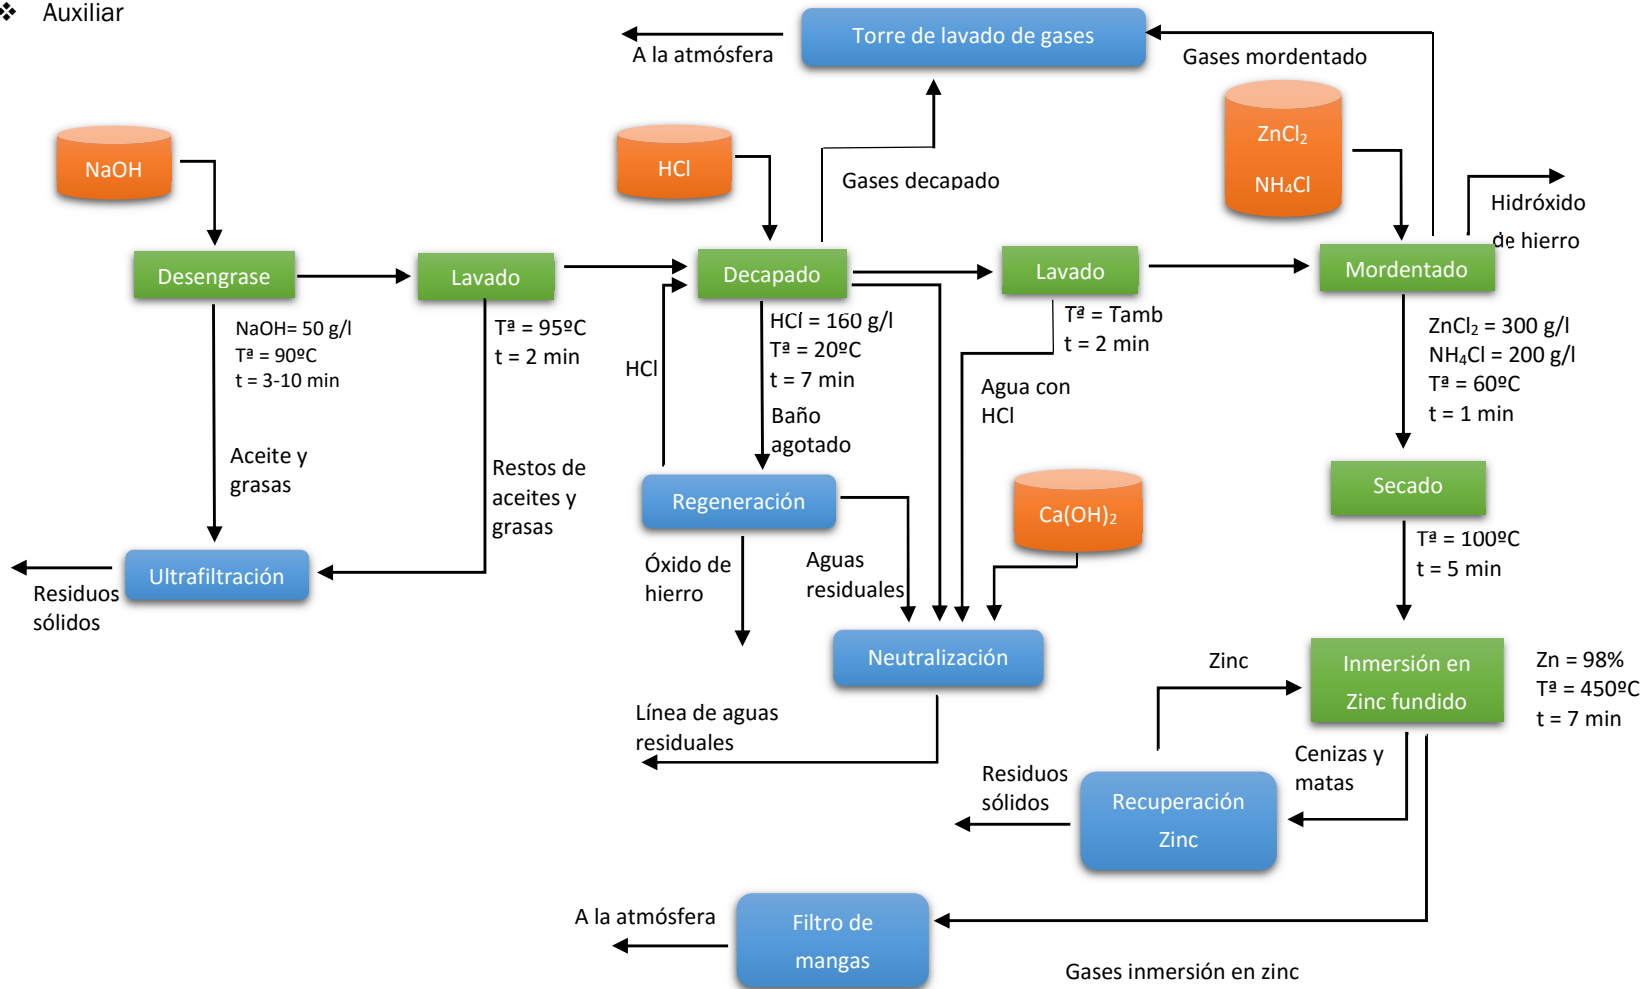 ❖ Auxiliar
Torre de lavado de gases
A la atmósfera
Gases mordentado
ZnCl₂
NH₄Cl
NaOH
HCl
Gases decapado
Hidróxido
de hierro
Desengrase
Lavado
Decapado
Lavado
Mordentado
NaOH= 50 g/l
Tª = 90ºC
t = 3-10 min
Tª = 95ºC
t = 2 min
HCl
HCl = 160 g/l
Tª = 20ºC
t = 7 min
Baño
agotado
Tª = Tamb
t = 2 min
Agua con
HCl
ZnCl₂ = 300 g/l
NH₄Cl = 200 g/l
Tª = 60ºC
t = 1 min
Aceite y
grasas
Restos de
aceites y
grasas
Regeneración
Ca(OH)₂
Secado
Tª = 100ºC
t = 5 min
Ultrafiltración
Residuos
sólidos
Óxido de
hierro
Aguas
residuales
Neutralización
Zinc
Inmersión en
Zinc fundido
Zn = 98%
Tª = 450ºC
t = 7 min
Línea de aguas
residuales
Residuos
sólidos
Recuperación
Zinc
Cenizas y
matas
A la atmósfera
Filtro de
mangas
Gases inmersión en zinc